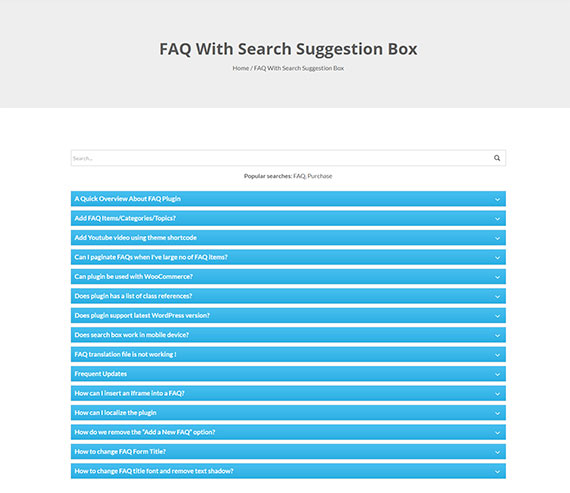 FAQ With Search Suggestion Box
Home / FAQ With Search Suggestion Box
Search...
Popular searches: FAQ, Purchase
A Quick Overview About FAQ Plugin
Add FAQ Items/Categories/Topics?
Add Youtube video using theme shortcode
Can I paginate FAQs when I've large no of FAQ items?
Can plugin be used with WooCommerce?
Does plugin has a list of class references?
Does plugin support latest WordPress version?
Does search box work in mobile device?
FAQ translation file is not working !
Frequent Updates
How can I insert an iframe into a FAQ?
How can I localize the plugin
How do we remove the "Add a New FAQ" option?
How to change FAQ Form Title?
How to change FAQ title font and remove text shadow?